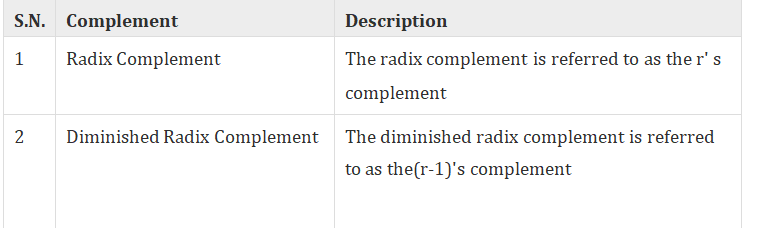 S.N. Complement Description
1 Radix Complement The radix complement is referred to as the r' s
complement
2 Diminished Radix Complement The diminished radix complement is referred
to as the(r-1)'s complement